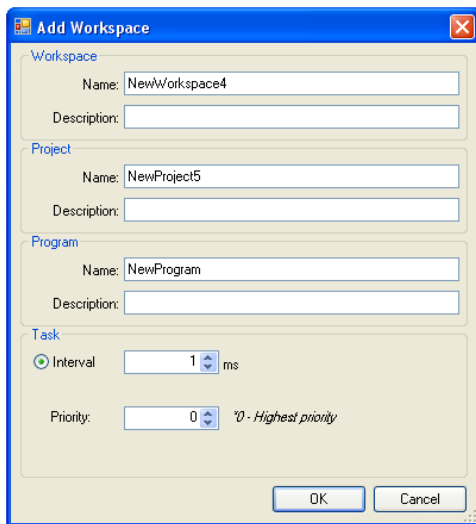 Add Workspace
Workspace
Name: NewWorkspace4
Description:
Project
Name: NewProject5
Description:
Program
Name: NewProgram
Description:
Task
Interval 1 ms
Priority: 0 *0 - Highest priority
OK Cancel